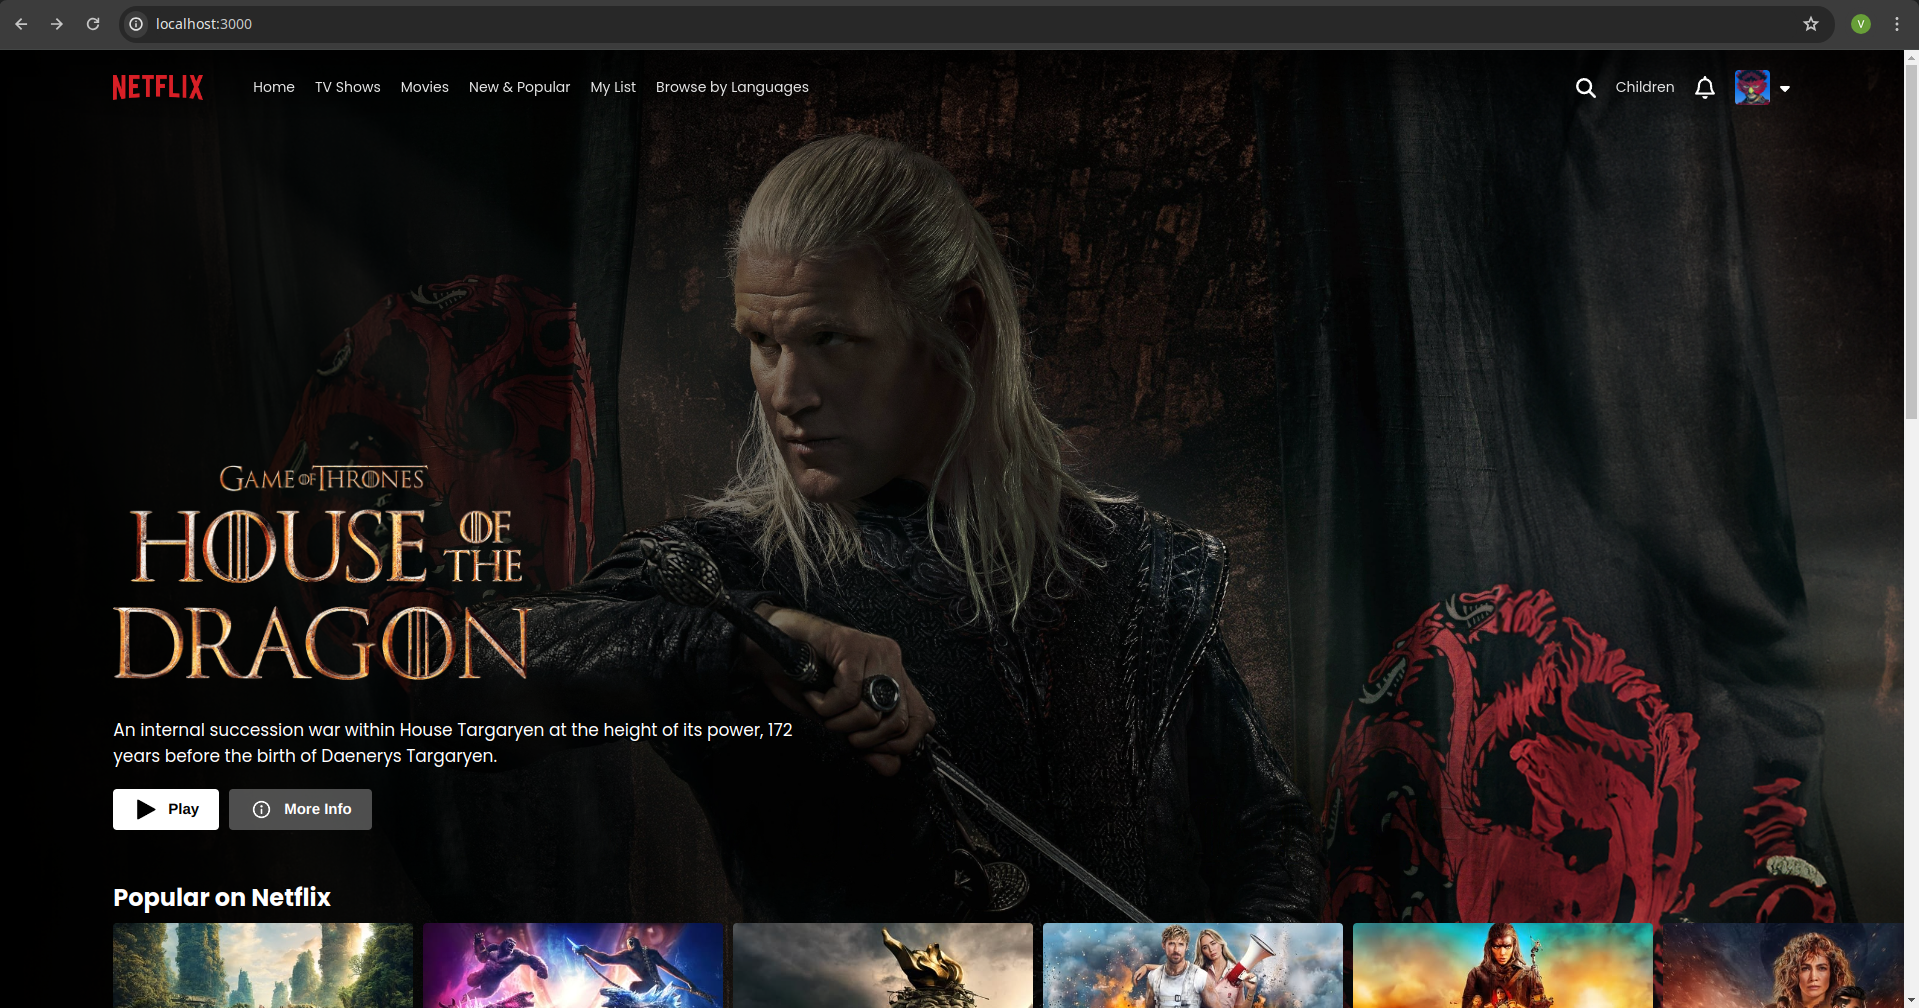 localhost:3000
V
NETFLIX
Home TV Shows Movies New & Popular My List Browse by Languages
Children
GAME OF THRONES
HOUSE OF THE
DRAGON
An internal succession war within House Targaryen at the height of its power, 172
years before the birth of Daenerys Targaryen.
Play More Info
Popular on Netflix